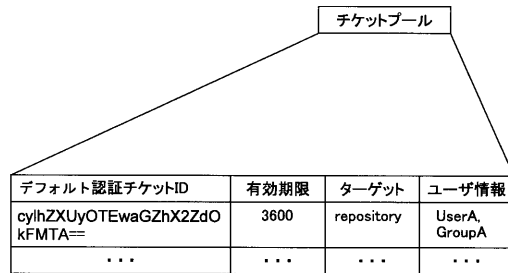 チケットプール
デフォルト認証チケットID 有効期限 ターゲット ユーザ情報
cylhZXUyOTEwaGZhX2ZdO 3600 repository UserA,
kFMTA== GroupA
・・・ ・・・ ・・・ ・・・